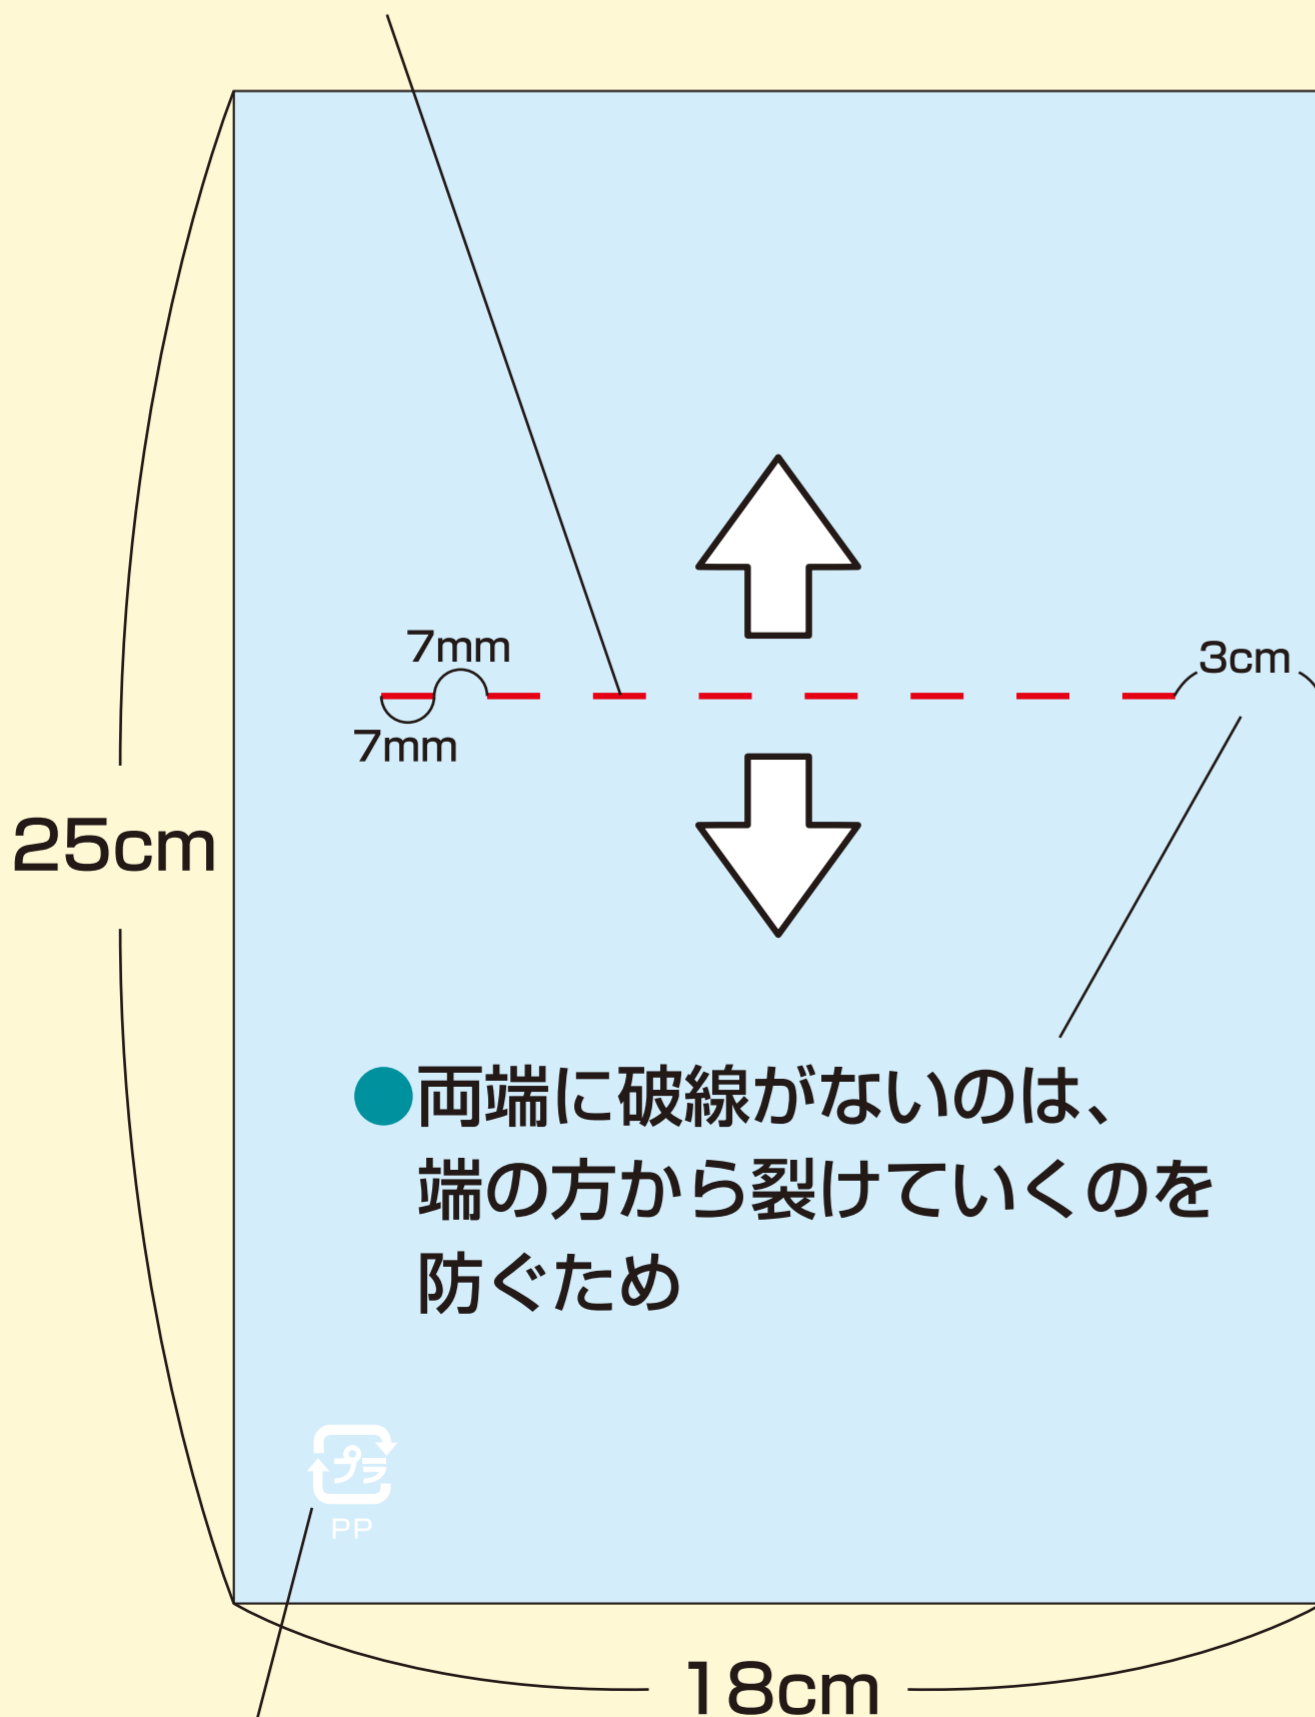 7mm
3cm
7mm
25cm
●両端に破線がないのは、
端の方から裂けていくのを
防ぐため
プラ
PP
18cm